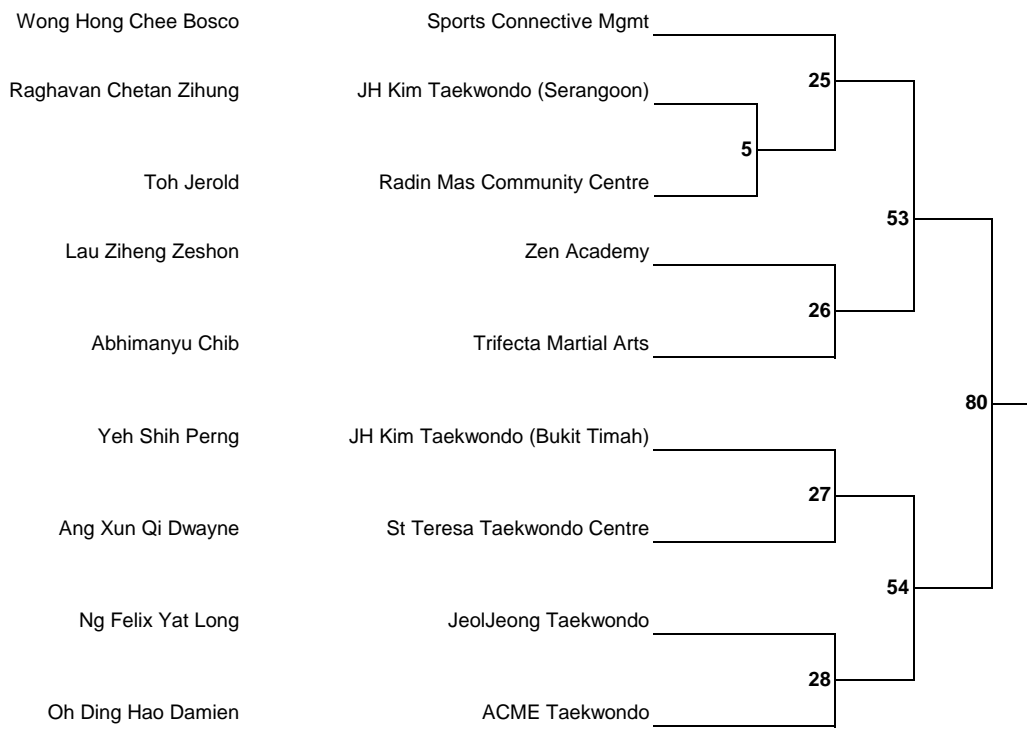 Wong Hong Chee Bosco Sports Connective Mgmt
25
Raghavan Chetan Zihung JH Kim Taekwondo (Serangoon)
5
Toh Jerold Radin Mas Community Centre
53
Lau Ziheng Zeshon Zen Academy
26
Abhimanyu Chib Trifecta Martial Arts
80
Yeh Shih Perng JH Kim Taekwondo (Bukit Timah)
27
Ang Xun Qi Dwayne St Teresa Taekwondo Centre
54
Ng Felix Yat Long JeolJeong Taekwondo
28
Oh Ding Hao Damien ACME Taekwondo